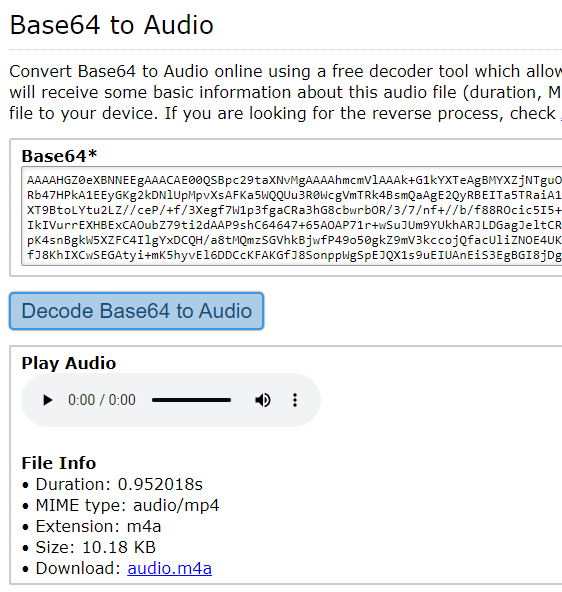 Base64 to Audio
Convert Base64 to Audio online using a free decoder tool which allow
will receive some basic information about this audio file (duration, M
file to your device. If you are looking for the reverse process, check
Base64*
AAAAHGZ0eXBNNEEgAAACAE00QSBpc29taXNvMgAAAAhmcmVlAAAk+G1kYXTeAgBMYXZjNTguO
Rb47HPkA1EEyGKg2kDNlUpMpvXsAFKa5WQQUu3R0WcgVmTRk4BsmQaAgE2QyRBEITa5TRaiA1
XT9BtoLYtu2LZ//ceP/+f/3Xegf7W1p3fgaCRa3hG8cbwrbOR/3/7/nf+//b/f88ROcic5I5+
IkIVurrEXHBExCAOubZ79ti2dAAP9shC64647+65AOAP71r+wSuJUm9YUkhARJLDGagJeltCR
pK4snBgkW5XZFC4IlgYxDCQH/a8tMQmzSGVhkBjwfP49o50gkZ9mV3kccojQfacUliZNOE4UK
fJ8KhIXCwSEGAtyi+mK5hyvEl6DDCcKFAKGfJ8SonppWgSpEJQX1s9uEIUAnEiS3EgBGI8jDg
Decode Base64 to Audio
Play Audio
0:00 / 0:00
File Info
• Duration: 0.952018s
• MIME type: audio/mp4
• Extension: m4a
• Size: 10.18 KB
• Download: audio.m4a